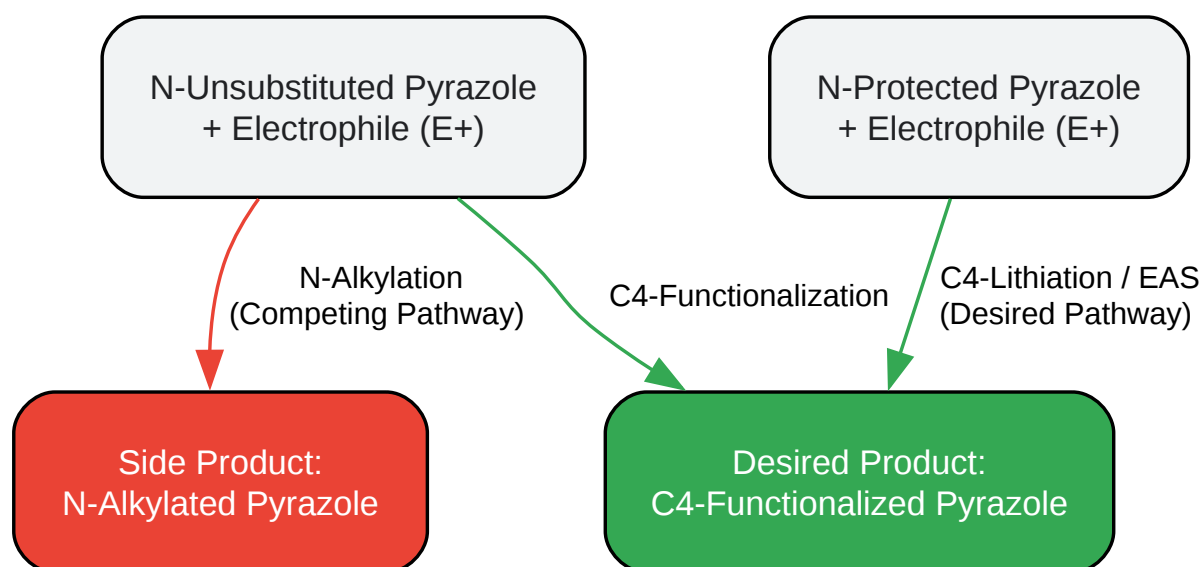 N-Unsubstituted Pyrazole
+ Electrophile (E+)
N-Protected Pyrazole
+ Electrophile (E+)
N-Alkylation
(Competing Pathway)
C4-Functionalization
C4-Lithiation / EAS
(Desired Pathway)
Side Product:
N-Alkylated Pyrazole
Desired Product:
C4-Functionalized Pyrazole